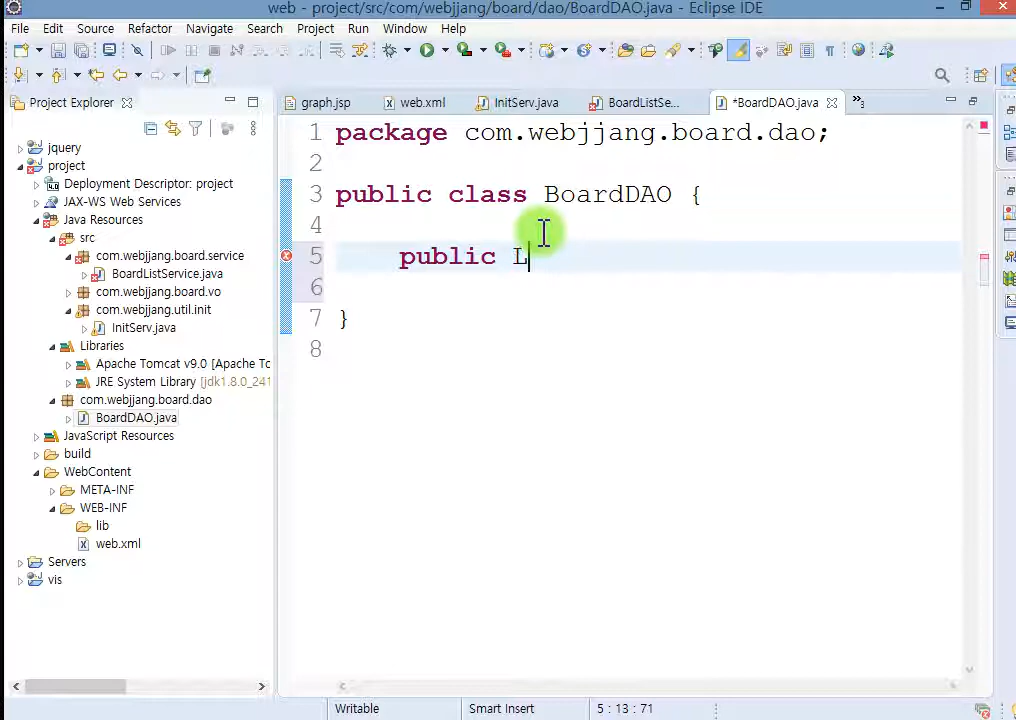 web - project/src/com/webjjang/board/dao/BoardDAO.java - Eclipse IDE
File Edit Source Refactor Navigate Search Project Run Window Help
Project Explorer
graph.jsp
web.xml
InitServ.java
BoardListSe...
*BoardDAO.java
»3
jquery
project
Deployment Descriptor: project
JAX-WS Web Services
Java Resources
src
com.webjjang.board.service
BoardListService.java
com.webjjang.board.vo
com.webjjang.util.init
InitServ.java
Libraries
Apache Tomcat v9.0 [Apache Tc
JRE System Library [jdk1.8.0_241
com.webjjang.board.dao
BoardDAO.java
JavaScript Resources
build
WebContent
META-INF
WEB-INF
lib
web.xml
Servers
vis
1 package com.webjjang.board.dao;
2
3 public class BoardDAO {
4
5 public L
6
7 }
8
Writable
Smart Insert
5 : 13 : 71